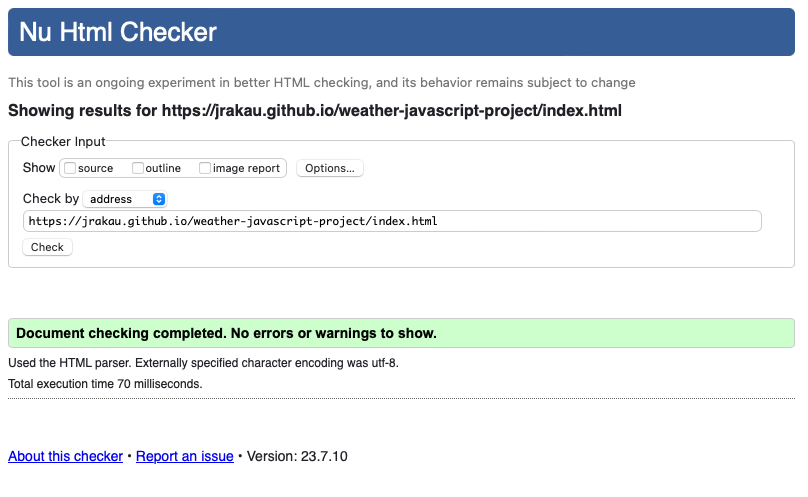 Nu Html Checker
This tool is an ongoing experiment in better HTML checking, and its behavior remains subject to change
Showing results for https://jrakau.github.io/weather-javascript-project/index.html
Checker Input
Show source outline image report Options...
Check by address
https://jrakau.github.io/weather-javascript-project/index.html
Check
Document checking completed. No errors or warnings to show.
Used the HTML parser. Externally specified character encoding was utf-8.
Total execution time 70 milliseconds.
About this checker • Report an issue • Version: 23.7.10